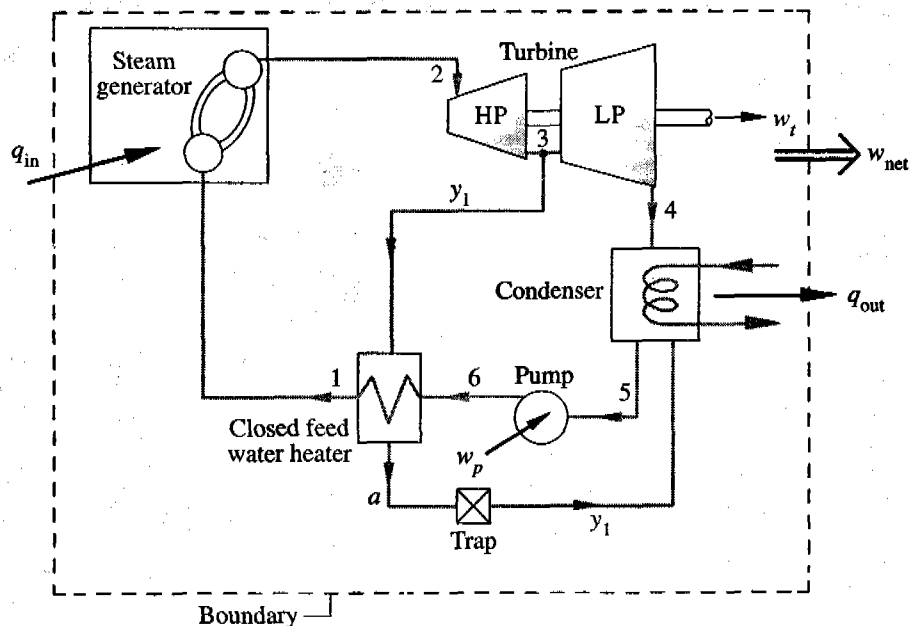 Steam
generator
2
Turbine
HP
LP
3
w_t
w_net
q_in
y_1
4
Condenser
q_out
1
6
Pump
5
Closed feed
water heater
w_p
a
y_1
Trap
Boundary